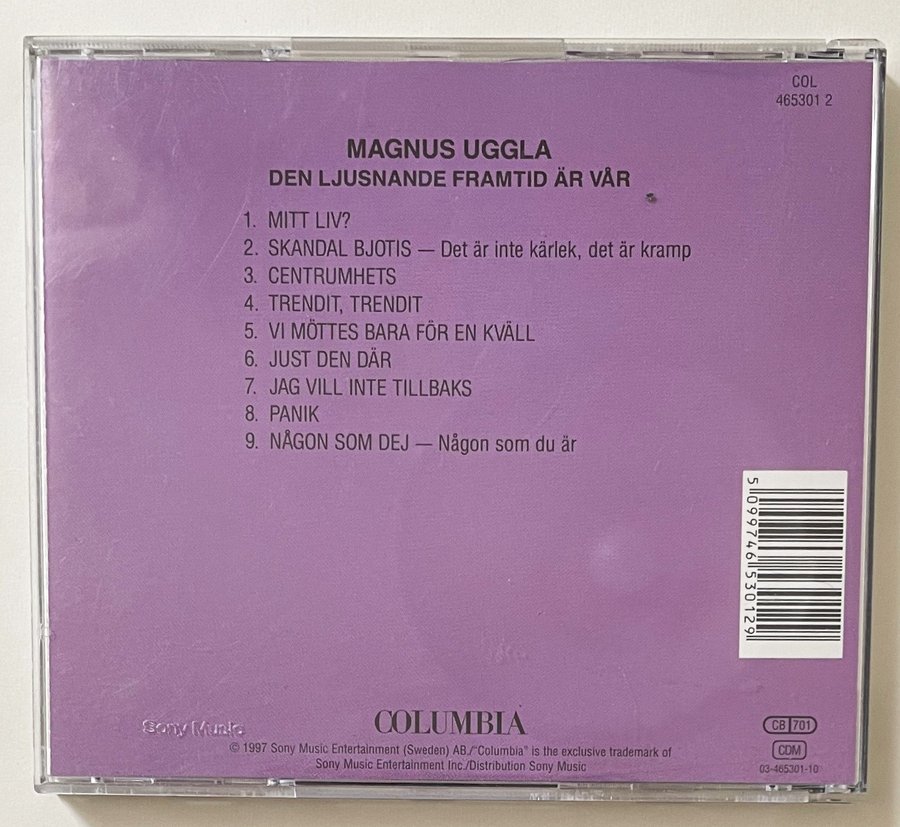 COL
465301 2
MAGNUS UGGLA
DEN LJUSNANDE FRAMTID ÄR VÅR
1. MITT LIV?
2. SKANDAL BJOTIS — Det är inte kärlek, det är kramp
3. CENTRUMHETS
4. TRENDIT, TRENDIT
5. VI MÖTTES BARA FÖR EN KVÄLL
6. JUST DEN DÄR
7. JAG VILL INTE TILLBAKS
8. PANIK
9. NÅGON SOM DEJ — Någon som du är
5 099746 530129
Sony Music
COLUMBIA
© 1997 Sony Music Entertainment (Sweden) AB./"Columbia" is the exclusive trademark of
Sony Music Entertainment Inc./Distribution Sony Music
CB 701
CDM
03-465301-10